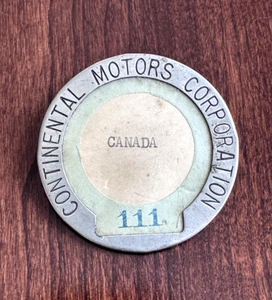 CONTINENTAL MOTORS CORPORATION
CANADA
111